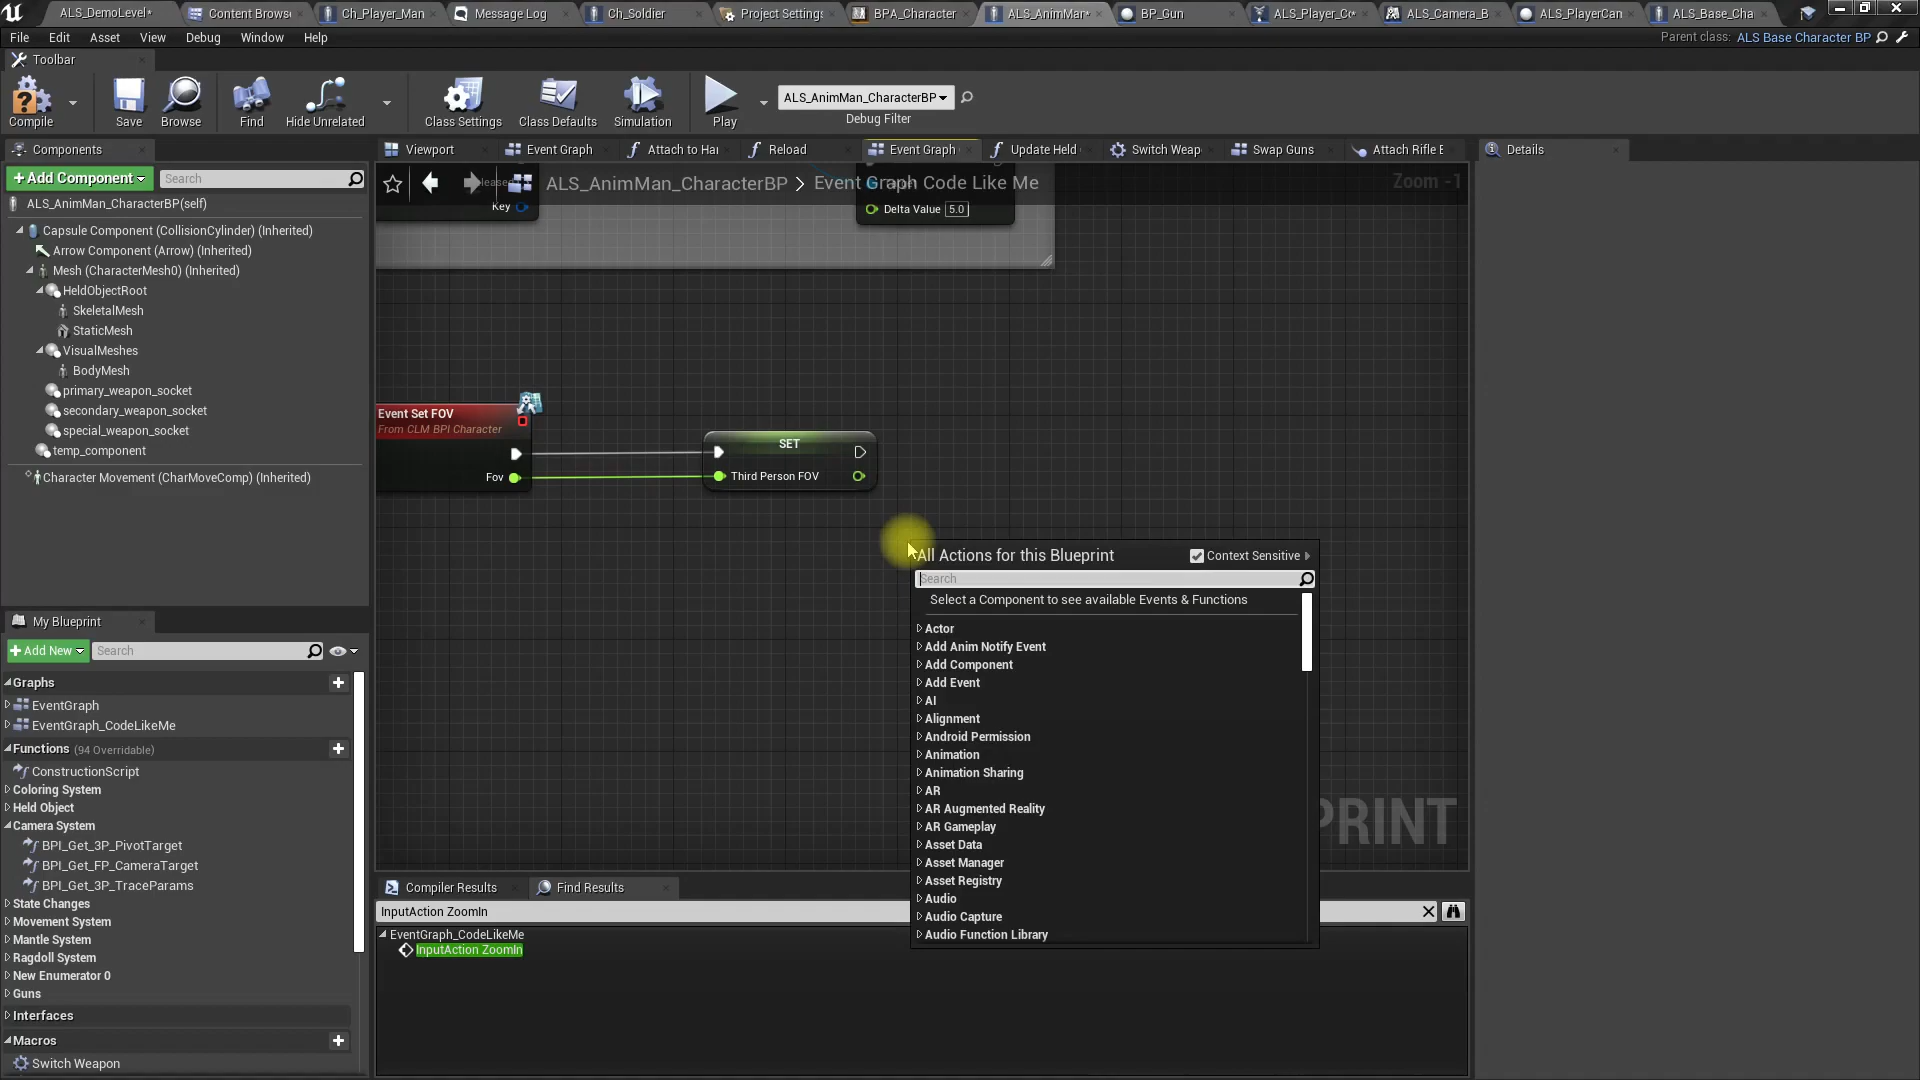 ALS_DemoLevel*
Content Brows
Ch_Player_Man
Message Log
Ch_Soldier
Project Settings
BPA_Character
ALS_AnimMan*
BP_Gun
ALS_Player_Co*
ALS_Camera_B
ALS_PlayerCan
ALS_Base_Cha
File Edit Asset View Debug Window Help
Parent class: ALS Base Character BP
Toolbar
Compile
Save
Browse
Find
Hide Unrelated
Class Settings
Class Defaults
Simulation
Play
ALS_AnimMan_CharacterBP
Debug Filter
Components
+Add Component
Search
ALS_AnimMan_CharacterBP(self)
Capsule Component (CollisionCylinder) (Inherited)
Arrow Component (Arrow) (Inherited)
Mesh (CharacterMesh0) (Inherited)
HeldObjectRoot
SkeletalMesh
StaticMesh
VisualMeshes
BodyMesh
primary_weapon_socket
secondary_weapon_socket
special_weapon_socket
temp_component
Character Movement (CharMoveComp) (Inherited)
My Blueprint
+Add New
Search
Graphs
EventGraph
EventGraph_CodeLikeMe
Functions (94 Overridable)
ConstructionScript
Coloring System
Held Object
Camera System
BPI_Get_3P_PivotTarget
BPI_Get_FP_CameraTarget
BPI_Get_3P_TraceParams
State Changes
Movement System
Mantle System
Ragdoll System
New Enumerator 0
Guns
Interfaces
Macros
Switch Weapon
Viewport
Event Graph
Attach to Har
Reload
Event Graph
Update Held
Switch Weap
Swap Guns
Attach Rifle E
Details
ALS_AnimMan_CharacterBP > Event Graph Code Like Me
Zoom -1
Key
Delta Value 5.0
Event Set FOV
From CLM BPI Character
Fov
SET
Third Person FOV
All Actions for this Blueprint
Context Sensitive
Search
Select a Component to see available Events & Functions
Actor
Add Anim Notify Event
Add Component
Add Event
AI
Alignment
Android Permission
Animation
Animation Sharing
AR
AR Augmented Reality
AR Gameplay
Asset Data
Asset Manager
Asset Registry
Audio
Audio Capture
Audio Function Library
PRINT
Compiler Results
Find Results
InputAction ZoomIn
EventGraph_CodeLikeMe
InputAction ZoomIn